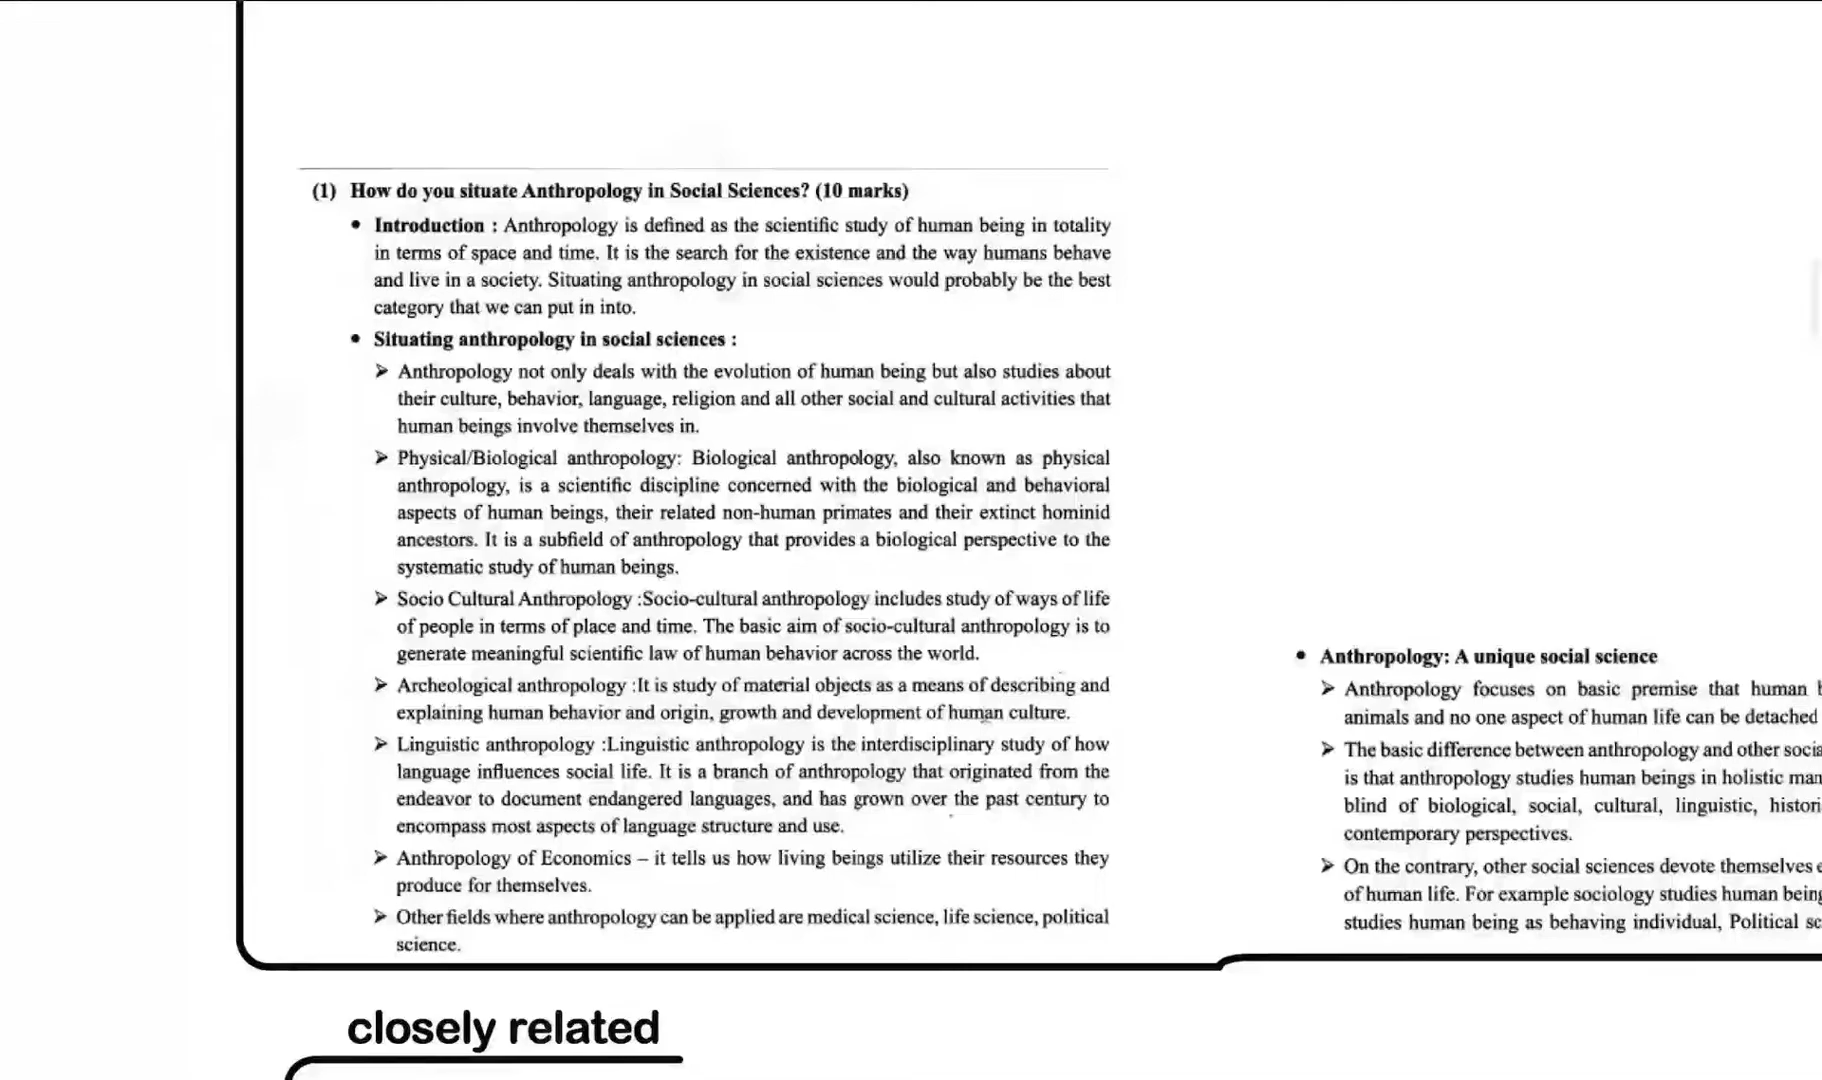 (1) How do you situate Anthropology in Social Sciences? (10 marks)
• Introduction : Anthropology is defined as the scientific study of human being in totality
in terms of space and time. It is the search for the existence and the way humans behave
and live in a society. Situating anthropology in social sciences would probably be the best
category that we can put in into.
• Situating anthropology in social sciences :
➤ Anthropology not only deals with the evolution of human being but also studies about
their culture, behavior, language, religion and all other social and cultural activities that
human beings involve themselves in.
➤ Physical/Biological anthropology: Biological anthropology, also known as physical
anthropology, is a scientific discipline concerned with the biological and behavioral
aspects of human beings, their related non-human primates and their extinct hominid
ancestors. It is a subfield of anthropology that provides a biological perspective to the
systematic study of human beings.
➤ Socio Cultural Anthropology :Socio-cultural anthropology includes study of ways of life
of people in terms of place and time. The basic aim of socio-cultural anthropology is to
generate meaningful scientific law of human behavior across the world.
➤ Archeological anthropology :It is study of material objects as a means of describing and
explaining human behavior and origin, growth and development of human culture.
➤ Linguistic anthropology :Linguistic anthropology is the interdisciplinary study of how
language influences social life. It is a branch of anthropology that originated from the
endeavor to document endangered languages, and has grown over the past century to
encompass most aspects of language structure and use.
➤ Anthropology of Economics – it tells us how living beings utilize their resources they
produce for themselves.
➤ Other fields where anthropology can be applied are medical science, life science, political
science.
• Anthropology: A unique social science
➤ Anthropology focuses on basic premise that human
animals and no one aspect of human life can be detached
➤ The basic difference between anthropology and other
is that anthropology studies human beings in holistic
blind of biological, social, cultural, linguistic,
contemporary perspectives.
➤ On the contrary, other social sciences devote themselves
of human life. For example sociology studies human
studies human being as behaving individual, Political
closely related